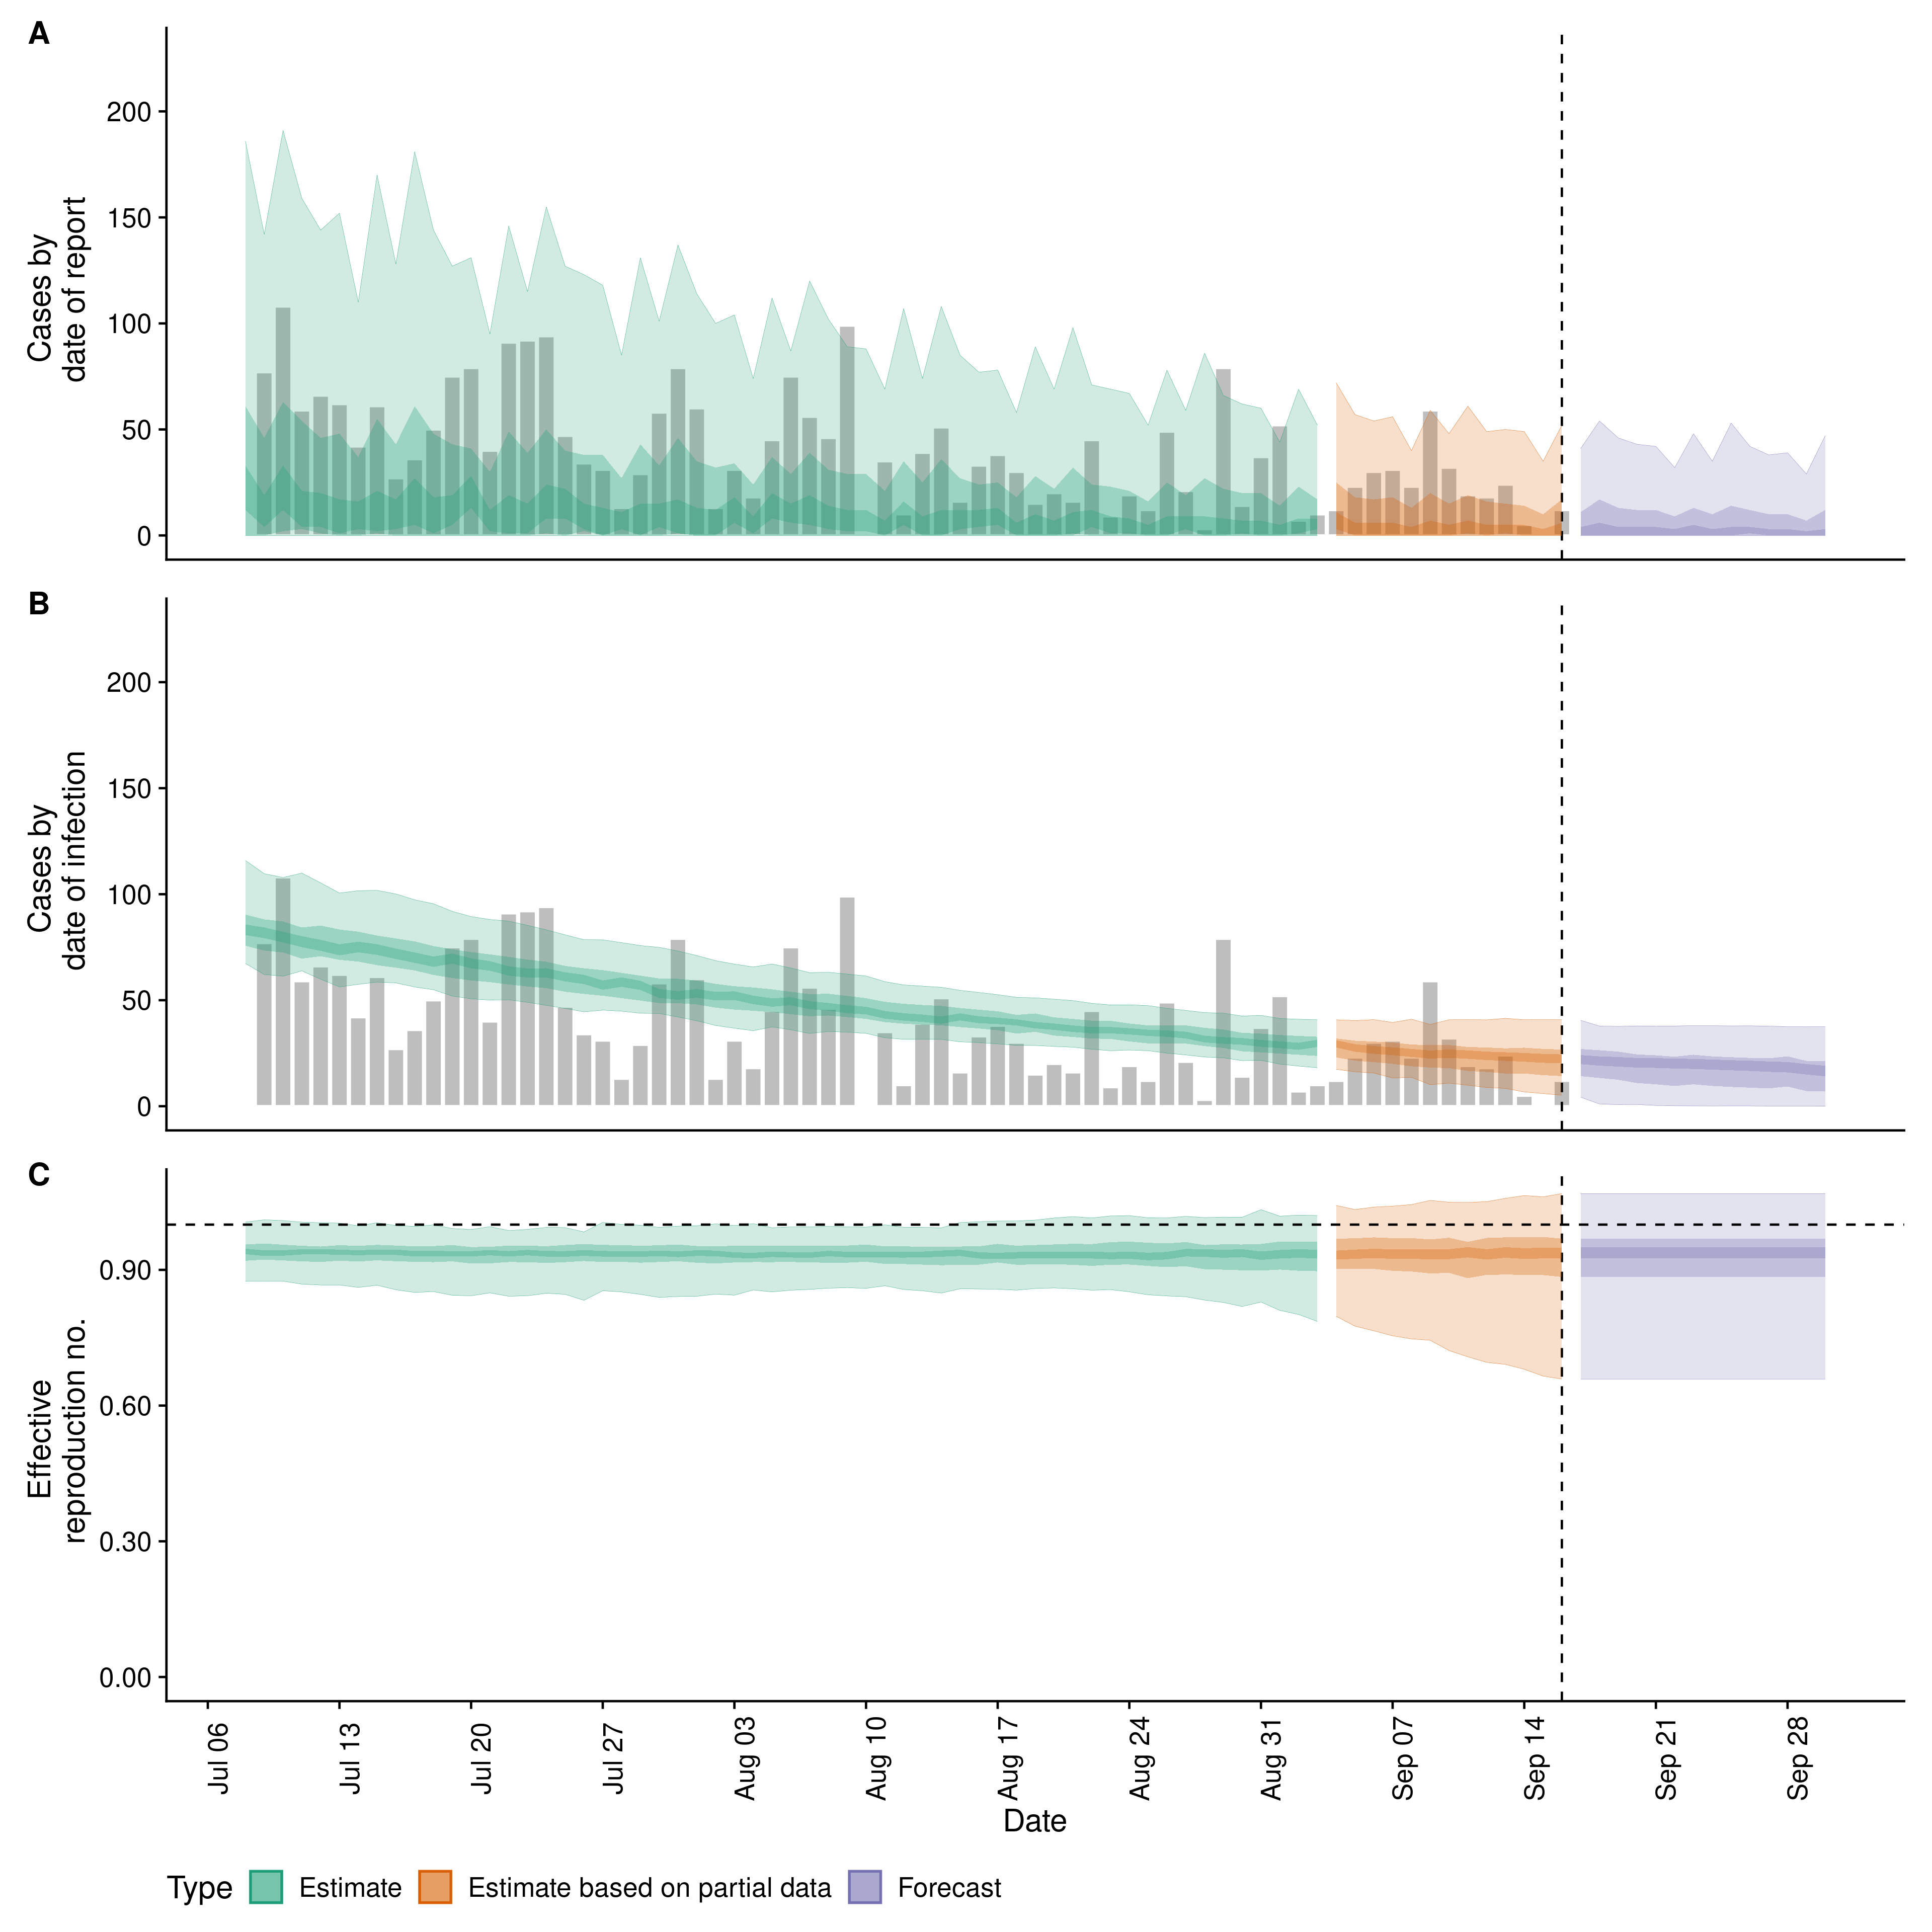 A
200
150
100
50
0
Cases by
date of report
B
200
150
100
50
0
Cases by
date of infection
C
0.90
0.60
0.30
0.00
Effective
reproduction no.
Jul 06
Jul 13
Jul 20
Jul 27
Aug 03
Aug 10
Aug 17
Aug 24
Aug 31
Sep 07
Sep 14
Sep 21
Sep 28
Date
Type Estimate Estimate based on partial data Forecast